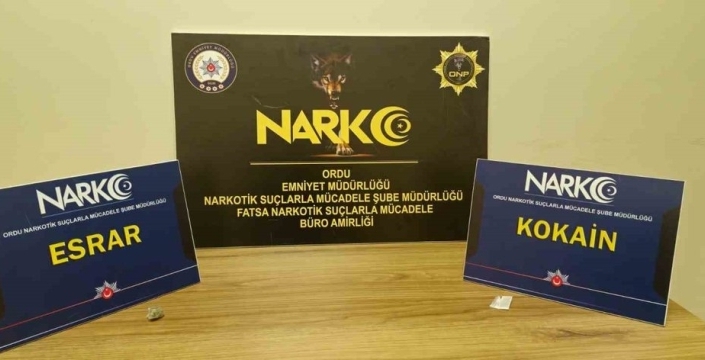 NARKO
ORDU
EMNİYET MÜDÜRLÜĞÜ
NARKOTİK SUÇLARLA MÜCADELE ŞUBE MÜDÜRLÜĞÜ
FATSA NARKOTİK SUÇLARLA MÜCADELE
BÜRO AMİRLİĞİ
DNP
NARKO
ORDU NARKOTİK SUÇLARLA MÜCADELE ŞUBE MÜDÜRLÜĞÜ
ESRAR
NARKO
ORDU NARKOTİK SUÇLARLA MÜCADELE ŞUBE MÜDÜRLÜĞÜ
KOKAİN